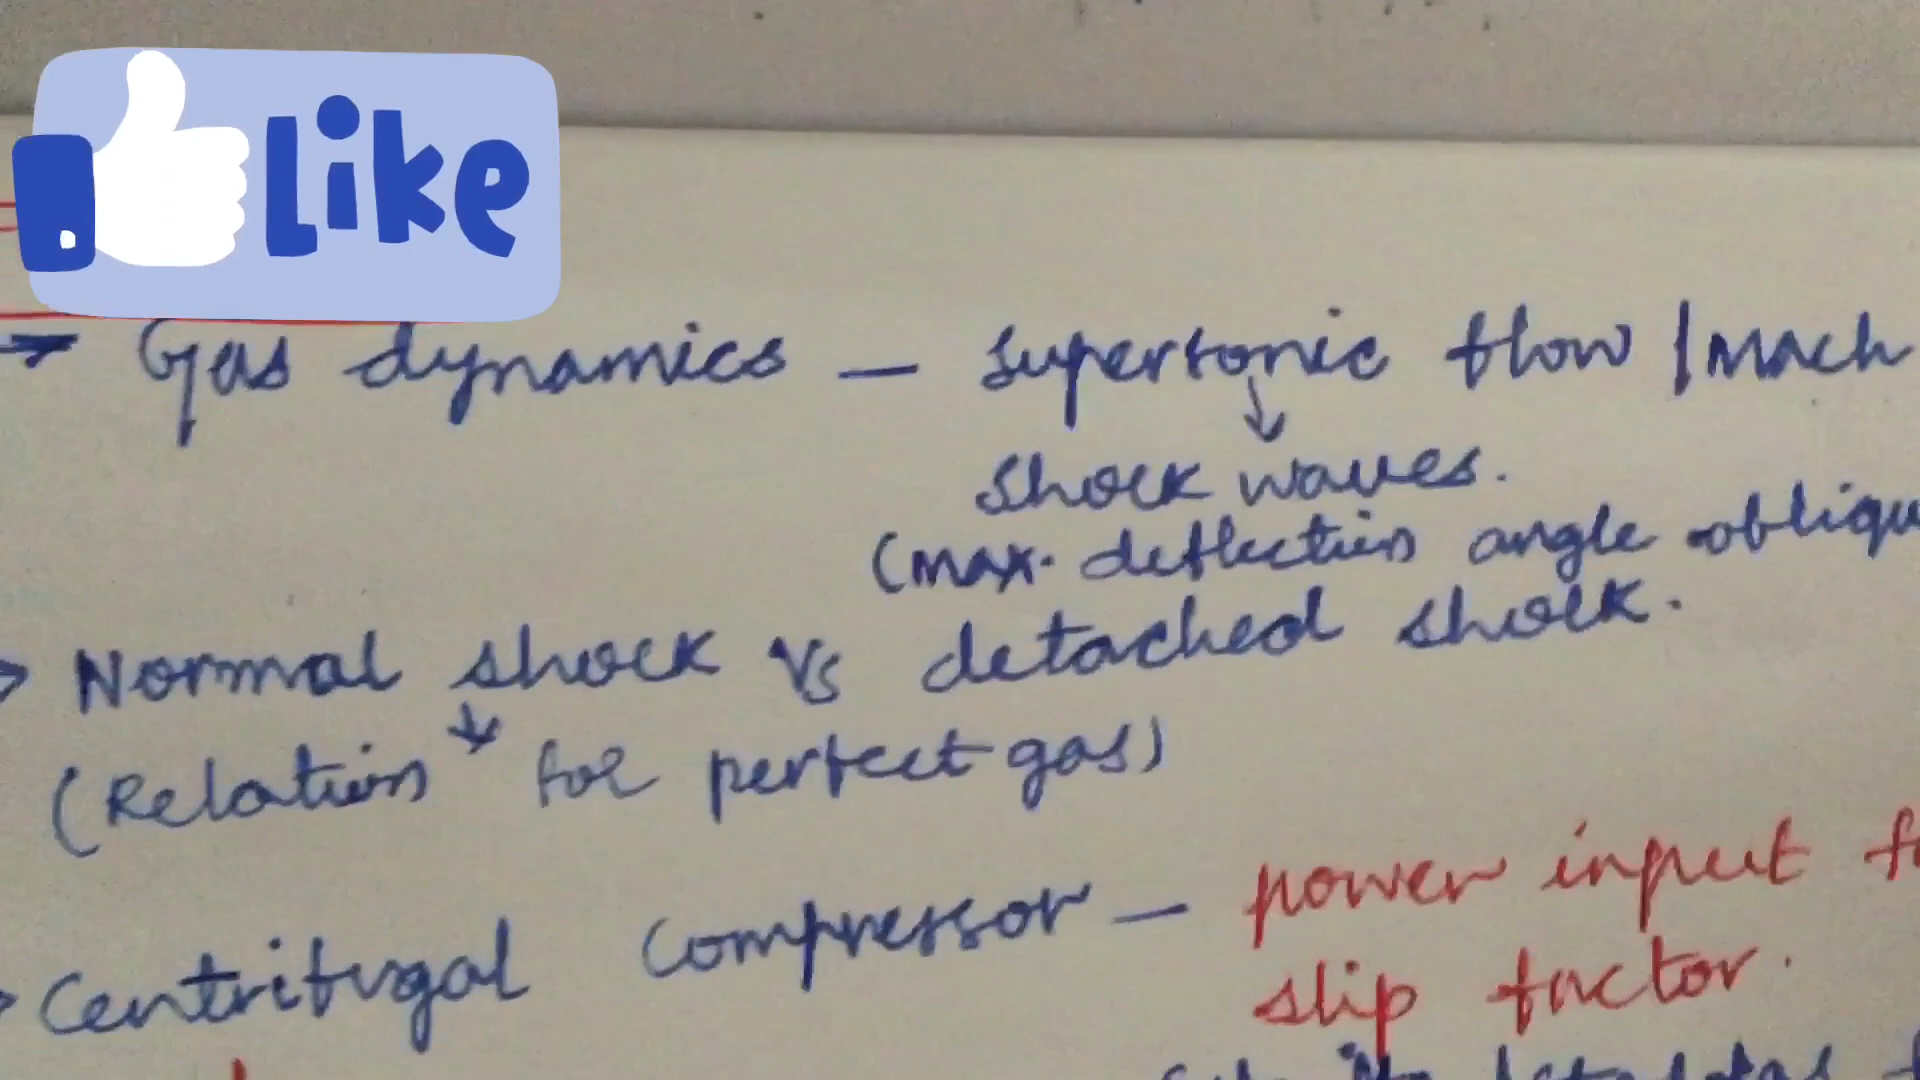 Like
→ Gas dynamics — supersonic flow / Mach
↓
shock waves.
(max. deflection angle
→ Normal shock Vs detached shock.
↓
(Relation for perfect gas)
→ Centrifugal compressor — power input
slip factor.